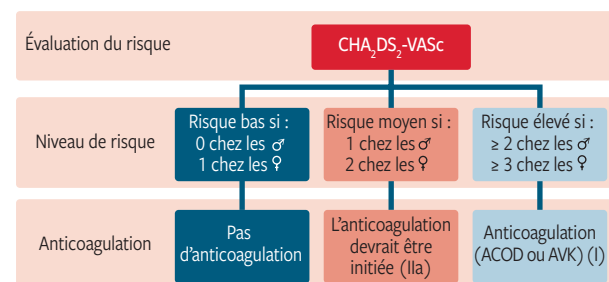 Évaluation du risque
CHA₂DS₂-VASc
Niveau de risque
Risque bas si :
0 chez les ♂
1 chez les ♀
Risque moyen si :
1 chez les ♂
2 chez les ♀
Risque élevé si :
≥ 2 chez les ♂
≥ 3 chez les ♀
Anticoagulation
Pas
d'anticoagulation
L'anticoagulation
devrait être
initiée (IIa)
Anticoagulation
(ACOD ou AVK) (I)